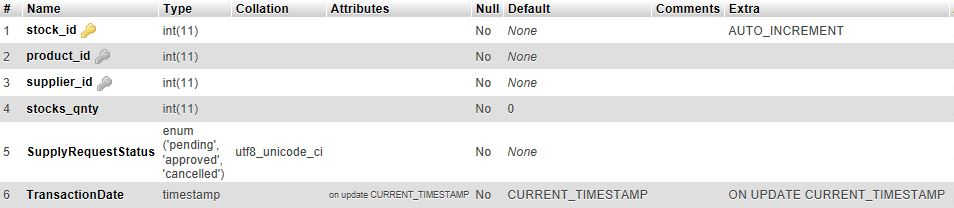 # Name Type Collation Attributes Null Default Comments Extra
1 stock_id int(11) No None AUTO_INCREMENT
2 product_id int(11) No None
3 supplier_id int(11) No None
4 stocks_qnty int(11) No 0
5 SupplyRequestStatus enum ('pending', 'approved', 'cancelled') utf8_unicode_ci No None
6 TransactionDate timestamp on update CURRENT_TIMESTAMP No CURRENT_TIMESTAMP ON UPDATE CURRENT_TIMESTAMP